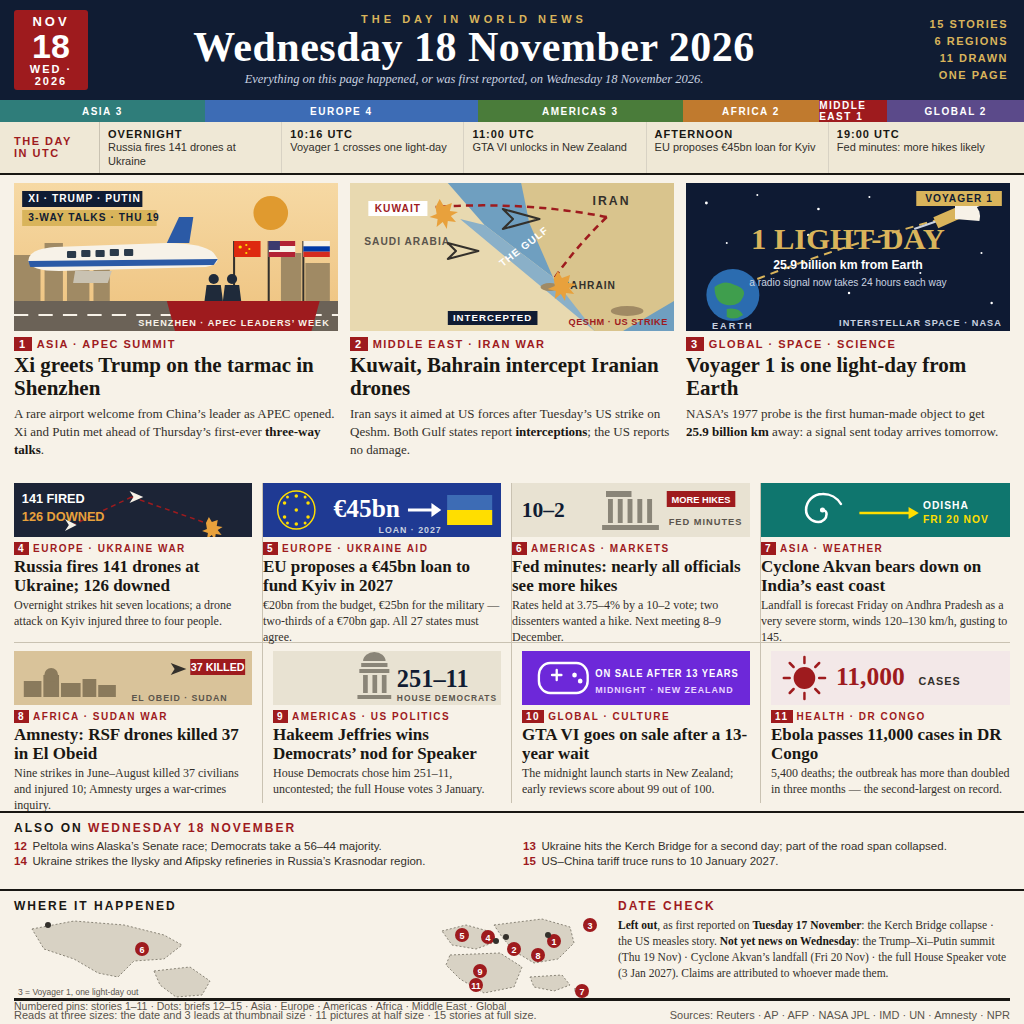 NOV
18
WED ·
2026
THE DAY IN WORLD NEWS
Wednesday 18 November 2026
Everything on this page happened, or was first reported, on Wednesday 18 November 2026.
15 STORIES
6 REGIONS
11 DRAWN
ONE PAGE
ASIA 3
EUROPE 4
AMERICAS 3
AFRICA 2
MIDDLE
EAST 1
GLOBAL 2
THE DAY
IN UTC
OVERNIGHT
Russia fires 141 drones at
Ukraine
10:16 UTC
Voyager 1 crosses one light-day
11:00 UTC
GTA VI unlocks in New Zealand
AFTERNOON
EU proposes €45bn loan for Kyiv
19:00 UTC
Fed minutes: more hikes likely
XI · TRUMP · PUTIN
3-WAY TALKS · THU 19
SHENZHEN · APEC LEADERS' WEEK
1 ASIA · APEC SUMMIT
Xi greets Trump on the tarmac in
Shenzhen
A rare airport welcome from China's leader as APEC opened.
Xi and Putin met ahead of Thursday's first-ever three-way
talks.
KUWAIT
IRAN
SAUDI ARABIA
THE GULF
AHRAIN
INTERCEPTED
QESHM · US STRIKE
2 MIDDLE EAST · IRAN WAR
Kuwait, Bahrain intercept Iranian
drones
Iran says it aimed at US forces after Tuesday's US strike on
Qeshm. Both Gulf states report interceptions; the US reports
no damage.
VOYAGER 1
1 LIGHT-DAY
25.9 billion km from Earth
a radio signal now takes 24 hours each way
EARTH
INTERSTELLAR SPACE · NASA
3 GLOBAL · SPACE · SCIENCE
Voyager 1 is one light-day from
Earth
NASA's 1977 probe is the first human-made object to get
25.9 billion km away: a signal sent today arrives tomorrow.
141 FIRED
126 DOWNED
4 EUROPE · UKRAINE WAR
Russia fires 141 drones at
Ukraine; 126 downed
Overnight strikes hit seven locations; a drone
attack on Kyiv injured three to four people.
€45bn
LOAN · 2027
5 EUROPE · UKRAINE AID
EU proposes a €45bn loan to
fund Kyiv in 2027
€20bn from the budget, €25bn for the military —
two-thirds of a €70bn gap. All 27 states must
agree.
10–2
MORE HIKES
FED MINUTES
6 AMERICAS · MARKETS
Fed minutes: nearly all officials
see more hikes
Rates held at 3.75–4% by a 10–2 vote; two
dissenters wanted a hike. Next meeting 8–9
December.
ODISHA
FRI 20 NOV
7 ASIA · WEATHER
Cyclone Akvan bears down on
India's east coast
Landfall is forecast Friday on Andhra Pradesh as a
very severe storm, winds 120–130 km/h, gusting to
145.
37 KILLED
EL OBEID · SUDAN
8 AFRICA · SUDAN WAR
Amnesty: RSF drones killed 37
in El Obeid
Nine strikes in June–August killed 37 civilians
and injured 10; Amnesty urges a war-crimes
inquiry.
251–11
HOUSE DEMOCRATS
9 AMERICAS · US POLITICS
Hakeem Jeffries wins
Democrats' nod for Speaker
House Democrats chose him 251–11,
uncontested; the full House votes 3 January.
ON SALE AFTER 13 YEARS
MIDNIGHT · NEW ZEALAND
10 GLOBAL · CULTURE
GTA VI goes on sale after a 13-
year wait
The midnight launch starts in New Zealand;
early reviews score about 99 out of 100.
11,000 CASES
11 HEALTH · DR CONGO
Ebola passes 11,000 cases in DR
Congo
5,400 deaths; the outbreak has more than doubled
in three months — the second-largest on record.
ALSO ON WEDNESDAY 18 NOVEMBER
12 Peltola wins Alaska's Senate race; Democrats take a 56–44 majority.
13 Ukraine hits the Kerch Bridge for a second day; part of the road span collapsed.
14 Ukraine strikes the Ilysky and Afipsky refineries in Russia's Krasnodar region.
15 US–China tariff truce runs to 10 January 2027.
WHERE IT HAPPENED
6
5
4
2
1
8
3
9
11
7
3 = Voyager 1, one light-day out
Numbered pins: stories 1–11 · Dots: briefs 12–15 · Asia · Europe · Americas · Africa · Middle East · Global
DATE CHECK
Left out, as first reported on Tuesday 17 November: the Kerch Bridge collapse ·
the US measles story. Not yet news on Wednesday: the Trump–Xi–Putin summit
(Thu 19 Nov) · Cyclone Akvan's landfall (Fri 20 Nov) · the full House Speaker vote
(3 Jan 2027). Claims are attributed to whoever made them.
Reads at three sizes: the date and 3 leads at thumbnail size · 11 pictures at half size · 15 stories at full size.
Sources: Reuters · AP · AFP · NASA JPL · IMD · UN · Amnesty · NPR